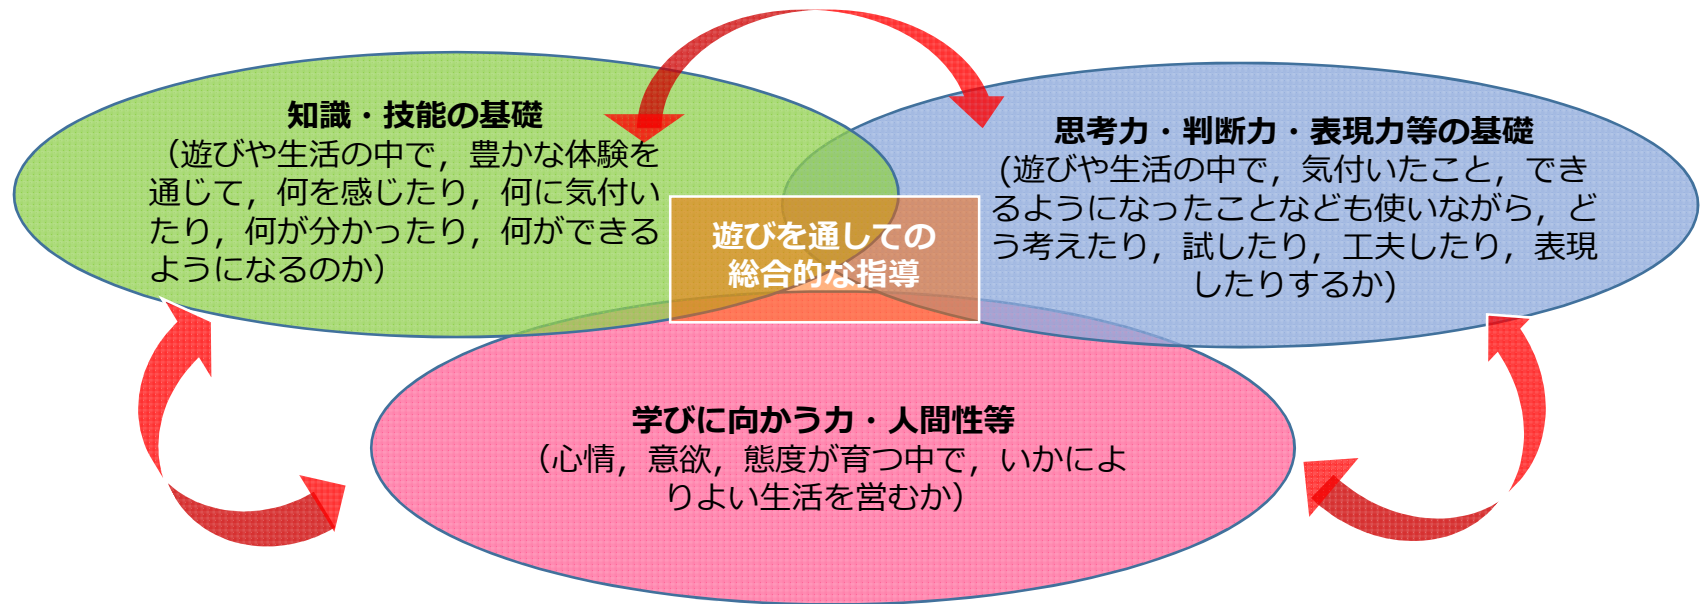 知識・技能の基礎
（遊びや生活の中で，豊かな体験を
通じて，何を感じたり，何に気付い
たり，何が分かったり，何ができる
ようになるのか）
思考力・判断力・表現力等の基礎
(遊びや生活の中で，気付いたこと，でき
るようになったことなども使いながら，ど
う考えたり，試したり，工夫したり，表現
したりするか)
遊びを通しての
総合的な指導
学びに向かう力・人間性等
（心情，意欲，態度が育つ中で，いかによ
りよい生活を営むか）